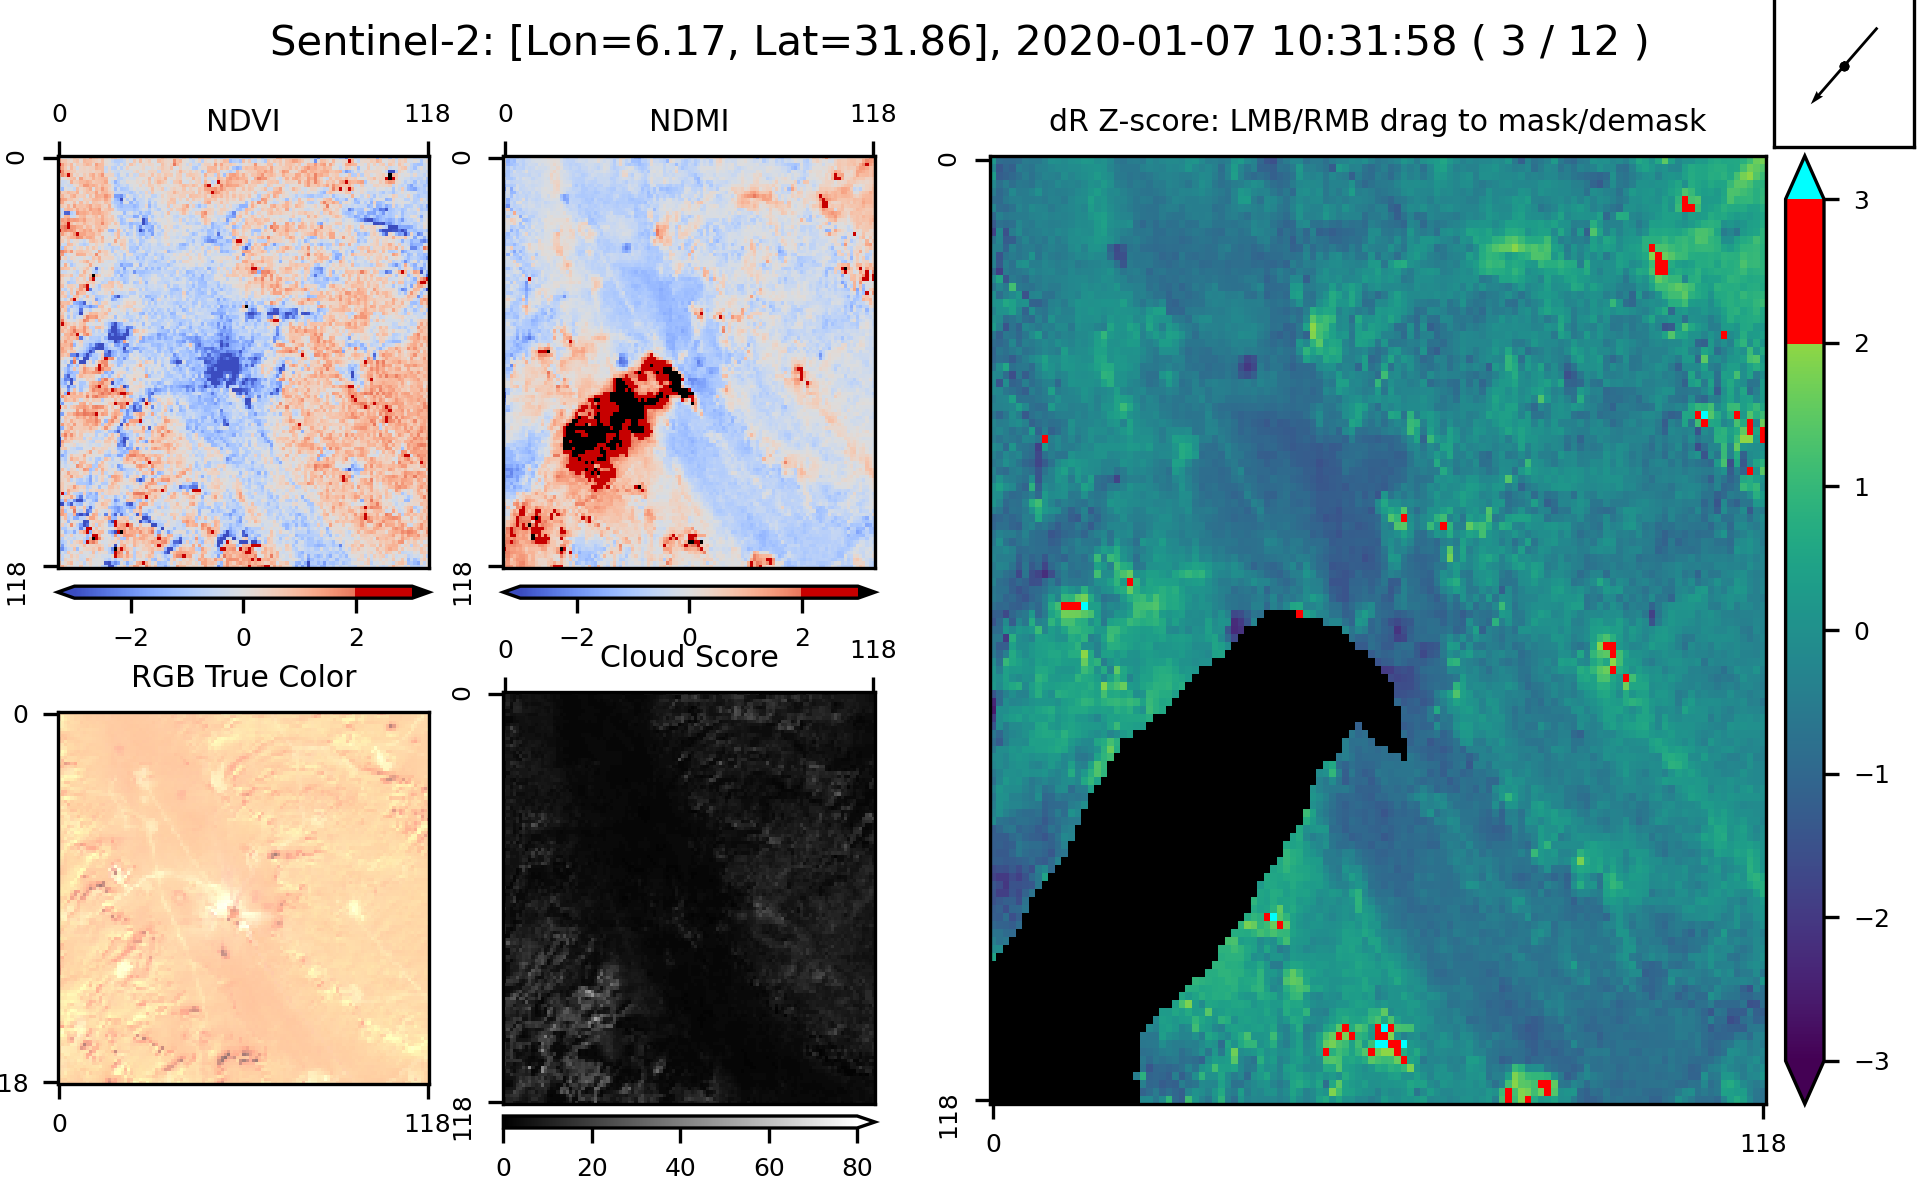 Sentinel-2: [Lon=6.17, Lat=31.86], 2020-01-07 10:31:58 ( 3 / 12 )
0 118 0 118
NDVI NDMI dR Z-score: LMB/RMB drag to mask/demask
0 0 0
3
2
1
0
−1
−2
−3
118 118
−2 0 2 −2 0 2
0 118
RGB True Color Cloud Score
0 0
18 118 118
0 118 0 118
0 20 40 60 80